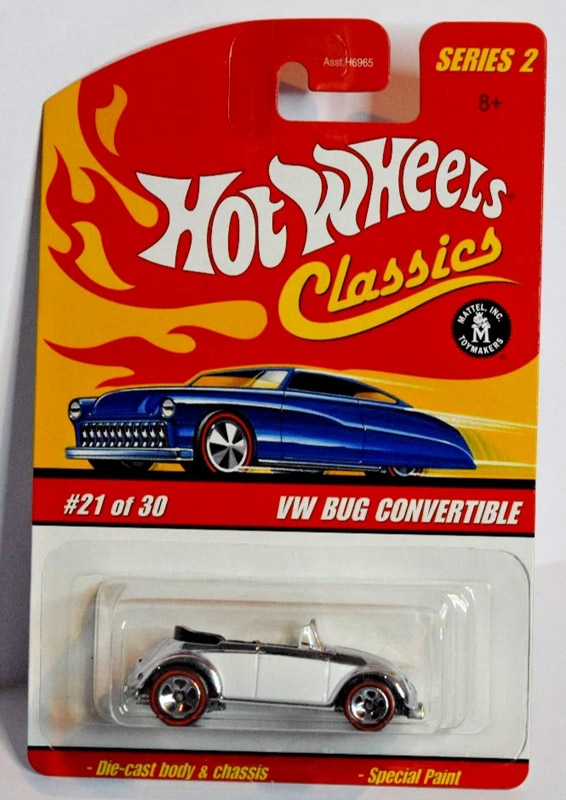 Asst.H6965
SERIES 2
8+
HOT WHEELS
Classics
MATTEL, INC.
M
TOYMAKERS
#21 of 30
VW BUG CONVERTIBLE
- Die-cast body & chassis
- Special Paint